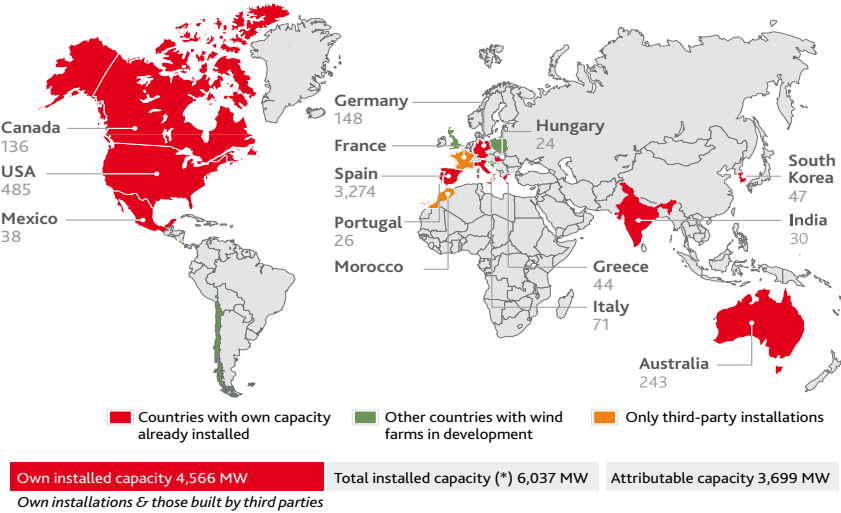 Canada
136
USA
485
Mexico
38
Germany
148
France
Spain
3,274
Portugal
26
Morocco
Hungary
24
Greece
44
Italy
71
South
Korea
47
India
30
Australia
243
Countries with own capacity
already installed
Other countries with wind
farms in development
Only third-party installations
Own installed capacity 4,566 MW
Total installed capacity (*) 6,037 MW
Attributable capacity 3,699 MW
Own installations & those built by third parties